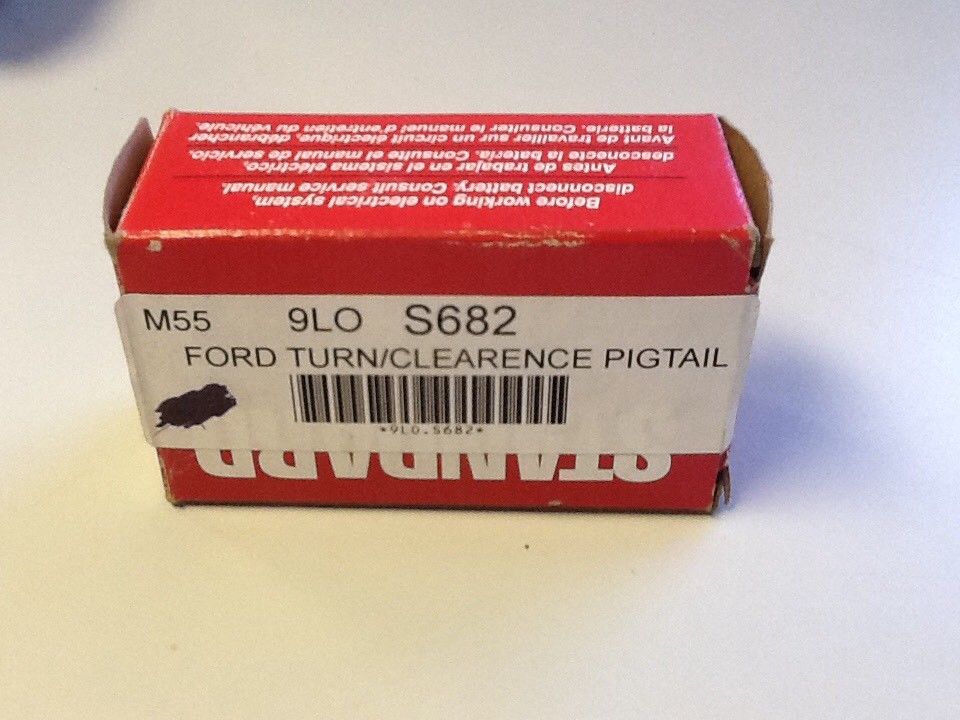 Before working on electrical system,
disconnect battery. Consult service manual.
Antes de trabajar en el sistema eléctrico,
desconecte la batería. Consulte el manual de servicio.
Avant de travailler sur un circuit électrique, débrancher
la batterie. Consulter le manuel d'entretien du véhicule.
M55 9LO S682
FORD TURN/CLEARENCE PIGTAIL
*9LO.S682*
STANDARD